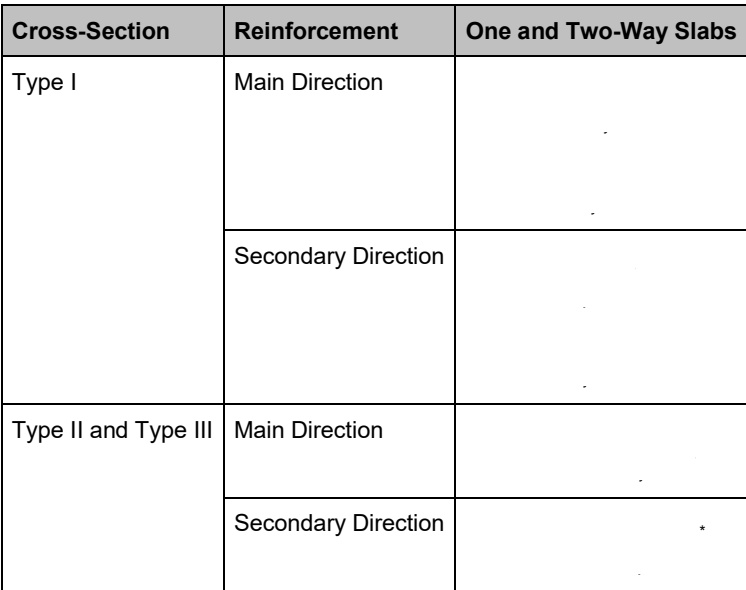 Cross-Section Reinforcement One and Two-Way Slabs
Type I Main Direction
Secondary Direction
Type II and Type III Main Direction
Secondary Direction *